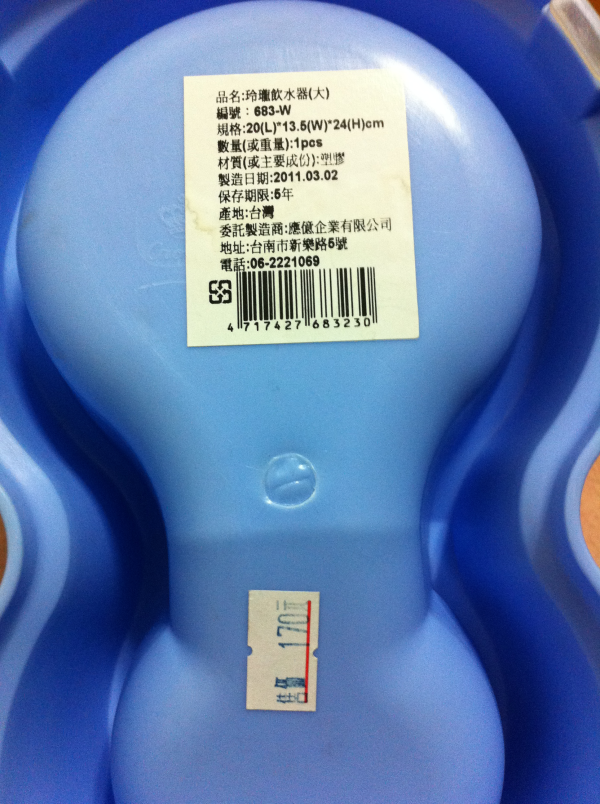 品名:玲瓏飲水器(大)
編號：683-W
規格:20(L)*13.5(W)*24(H)cm
數量(或重量):1pcs
材質(或主要成份):塑膠
製造日期:2011.03.02
保存期限:5年
產地:台灣
委託製造商:應億企業有限公司
地址:台南市新樂路5號
電話:06-2221069
4 717427 683230
售價 170元